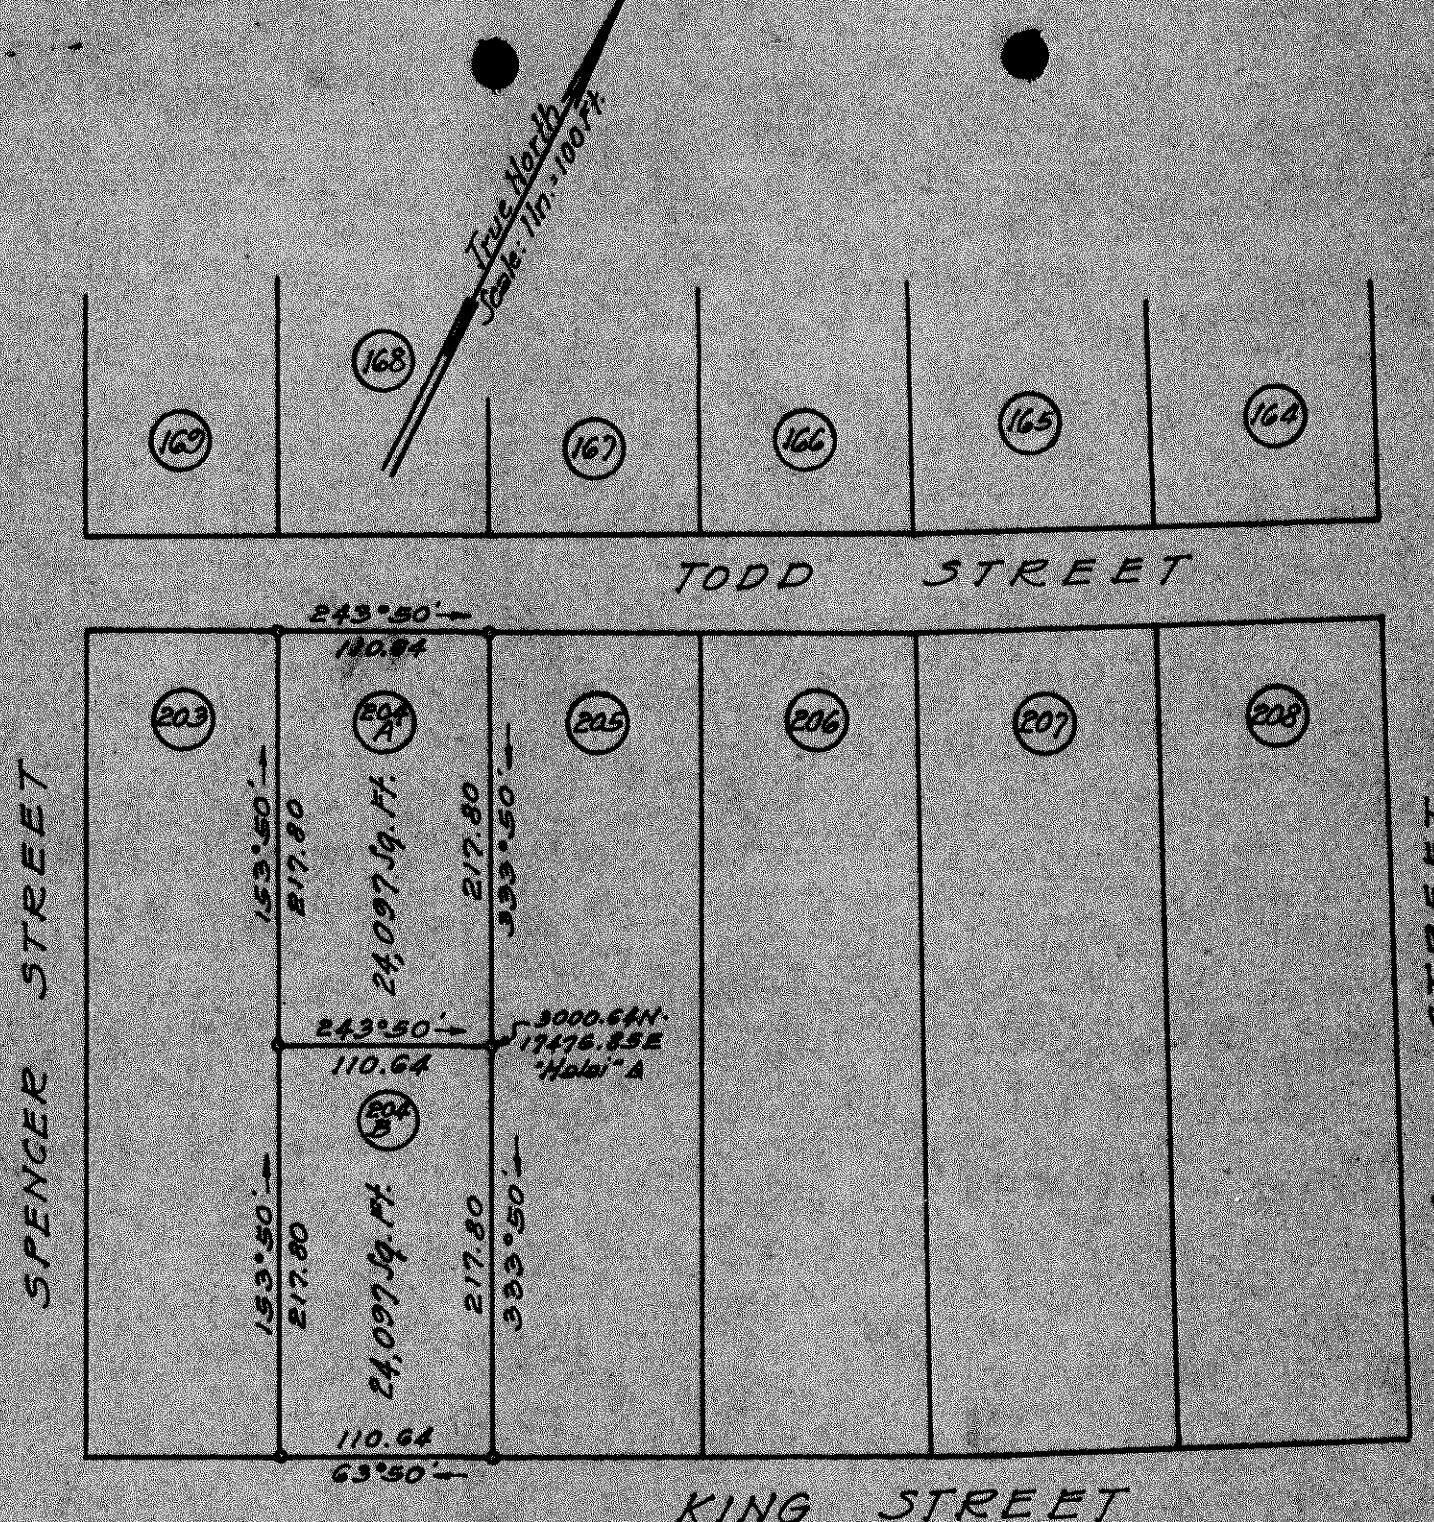 True North
Scale: 1 In. = 100 Ft.
168
169
167
166
165
164
TODD STREET
243°50'
110.64
203
204
A
205
206
207
208
153°50'
217.80
24,097 Sq. Ft.
217.80
333°50'
SPENCER STREET
STREET
243°50'
110.64
3000.64N.
17476.85E
204
B
153°50'
217.80
24,097 Sq. Ft.
217.80
333°50'
110.64
63°50'
KING STREET